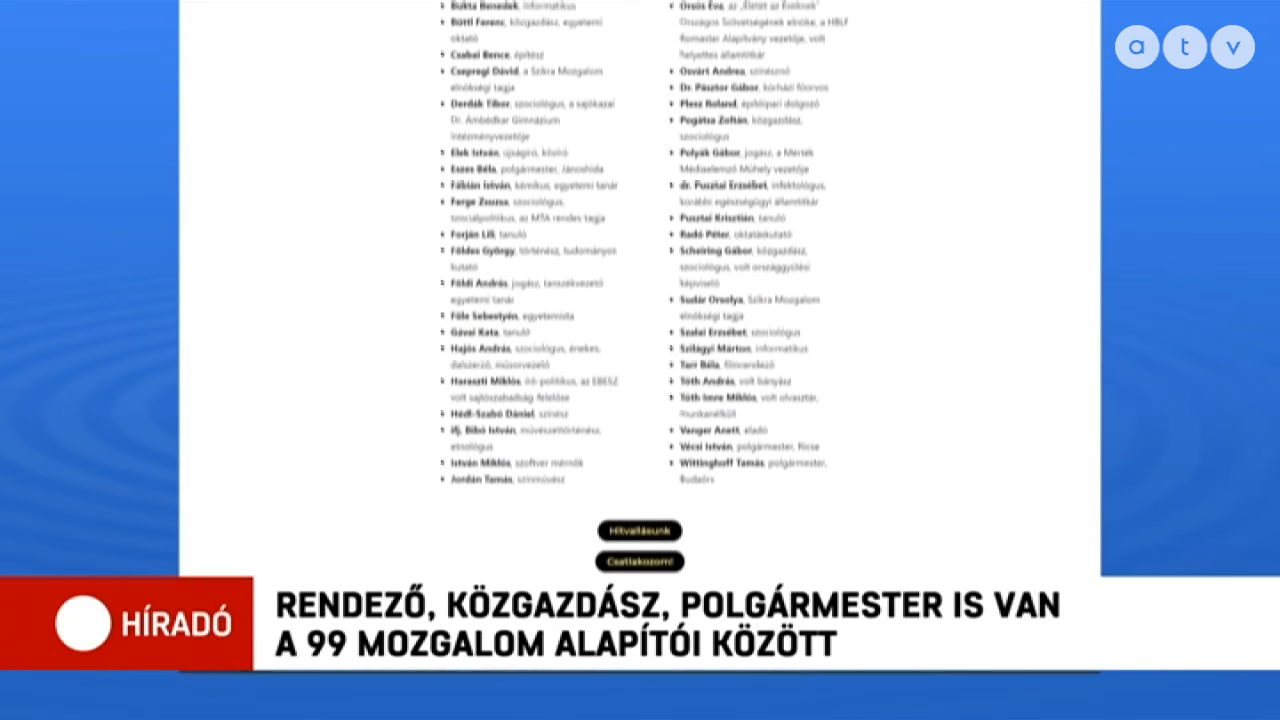 Bukta Benedek, informatikus
Büttl Ferenc, közgazdász, egyetemi
oktató
Csabai Bence, építész
Csepregi Dávid, a Szikra Mozgalom
elnökségi tagja
Derdák Tibor, szociológus, a sajókazai
Dr. Ámbédkar Gimnázium
intézményvezetője
Elek István, újságíró, közíró
Eszes Béla, polgármester, Jánoshida
Fábián István, kémikus, egyetemi tanár
Ferge Zsuzsa, szociológus,
szociálpolitikus, az MTA rendes tagja
Forján Lili, tanuló
Földes György, történész, tudományos
kutató
Földi András, jogász, tanszékvezető
egyetemi tanár
Füle Sebestyén, egyetemista
Gávai Kata, tanuló
Hajós András, szociológus, énekes,
dalszerző, műsorvezető
Haraszti Miklós, író-politikus, az EBESZ
volt sajtószabadság-felelőse
Hédl-Szabó Dániel, színész
ifj. Bibó István, művészettörténész,
etnológus
István Miklós, szoftver mérnök
Jordán Tamás, színművész
Orsós Éva, az „Életút az Éveknek”
Országos Szövetségének elnöke, a HBLF
Romaster Alapítvány vezetője, volt
helyettes államtitkár
Osvárt Andrea, színésznő
Dr. Pásztor Gábor, kórházi főorvos
Plesz Roland, építőipari dolgozó
Pogátsa Zoltán, közgazdász,
szociológus
Polyák Gábor, jogász, a Mérték
Médiaelemző Műhely vezetője
dr. Pusztai Erzsébet, infektológus,
korábbi egészségügyi államtitkár
Pusztai Krisztián, tanuló
Radó Péter, oktatáskutató
Scheiring Gábor, közgazdász,
szociológus, volt országgyűlési
képviselő
Sudár Orsolya, Szikra Mozgalom
elnökségi tagja
Szalai Erzsébet, szociológus
Szilágyi Márton, informatikus
Tarr Béla, filmrendező
Tóth András, volt bányász
Tóth Imre Miklós, volt olvasztár,
munkanélküli
Vanger Anett, eladó
Vécsi István, polgármester, Ricse
Wittinghoff Tamás, polgármester,
Budaörs
Hitvallásunk
Csatlakozom!
atv
HÍRADÓ
RENDEZŐ, KÖZGAZDÁSZ, POLGÁRMESTER IS VAN
A 99 MOZGALOM ALAPÍTÓI KÖZÖTT